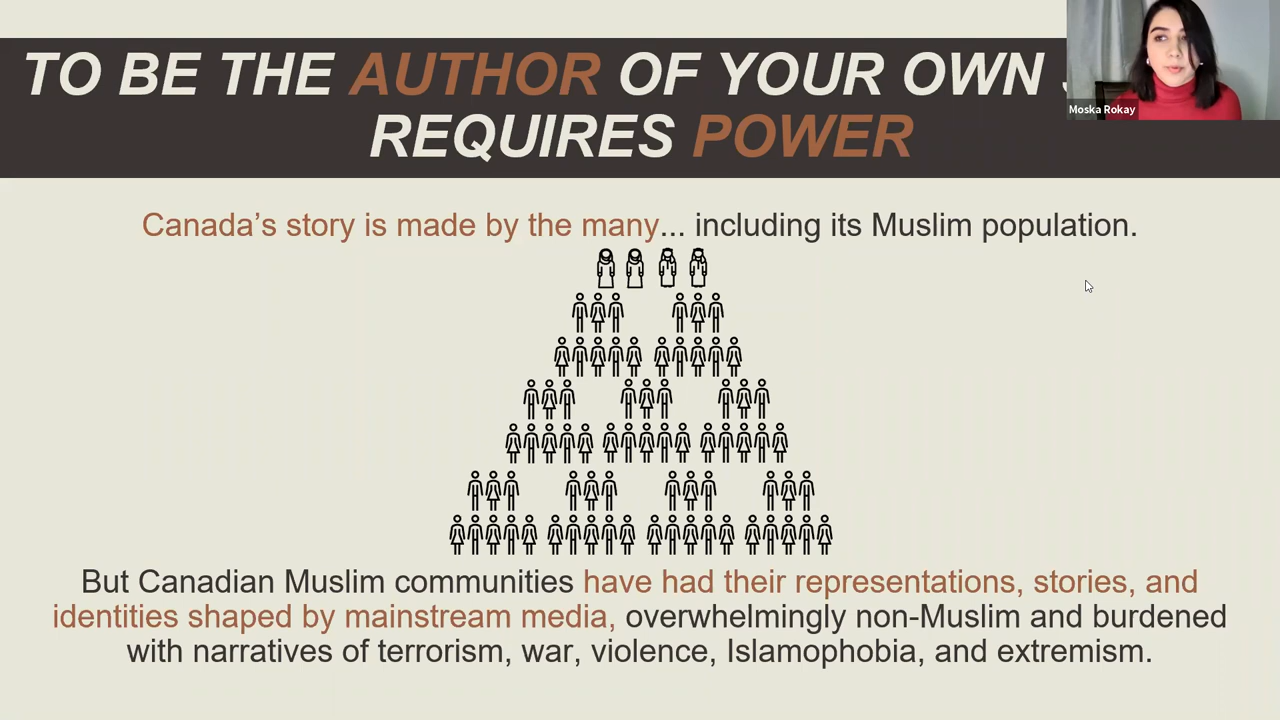 TO BE THE AUTHOR OF YOUR OWN
REQUIRES POWER
Moska Rokay
Canada’s story is made by the many... including its Muslim population.
But Canadian Muslim communities have had their representations, stories, and
identities shaped by mainstream media, overwhelmingly non-Muslim and burdened
with narratives of terrorism, war, violence, Islamophobia, and extremism.